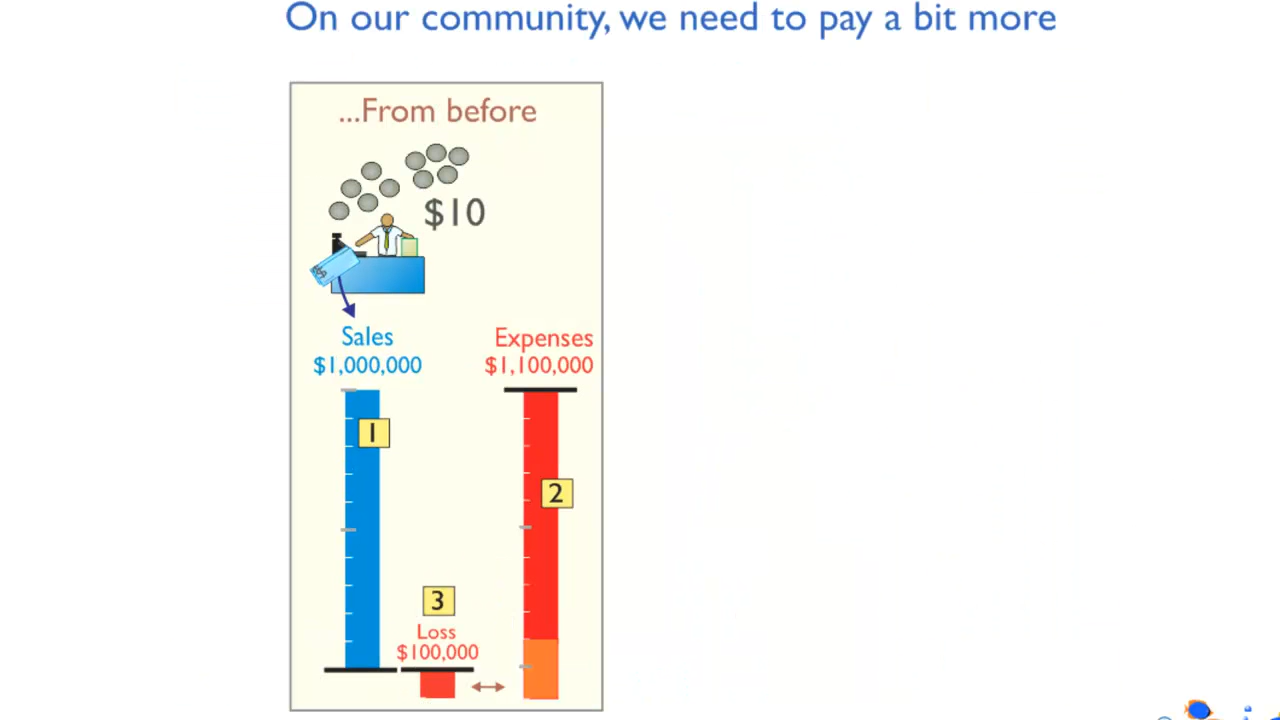 On our community, we need to pay a bit more
...From before
$10
$
Sales
$1,000,000
Expenses
$1,100,000
1
2
3
Loss
$100,000